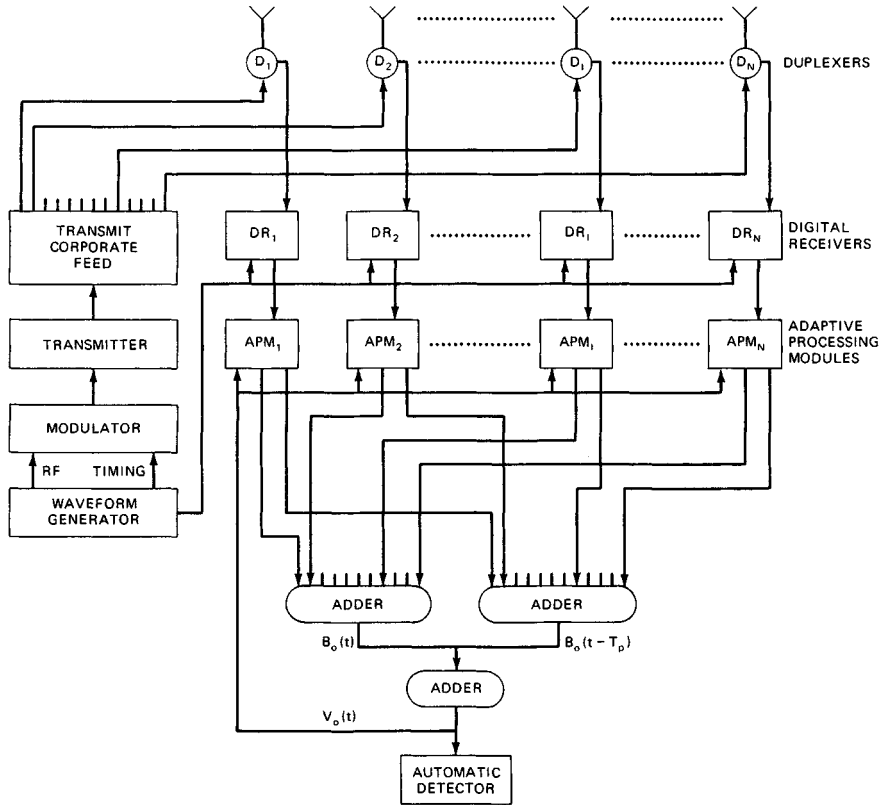 D1 D2 DI DN DUPLEXERS
TRANSMIT
CORPORATE
FEED
DR1 DR2 DRI DRN
DIGITAL
RECEIVERS
TRANSMITTER
APM1 APM2 APMI APMN
ADAPTIVE
PROCESSING
MODULES
MODULATOR
RF TIMING
WAVEFORM
GENERATOR
ADDER ADDER
Bo(t) Bo(t − Tp)
ADDER
Vo(t)
AUTOMATIC
DETECTOR